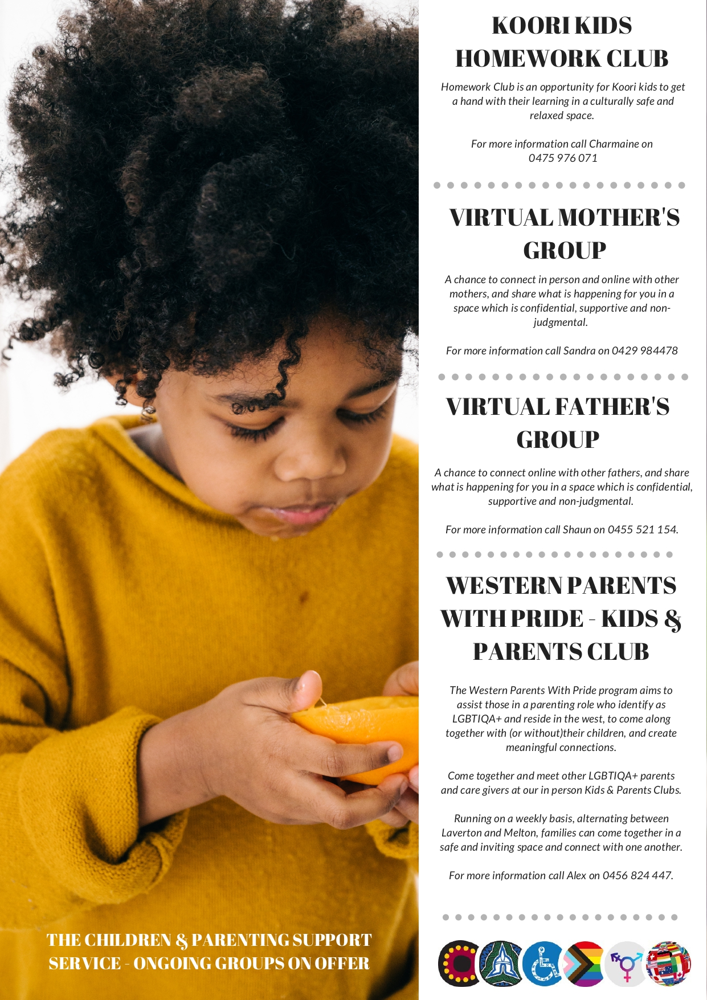 KOORI KIDS
HOMEWORK CLUB
Homework Club is an opportunity for Koori kids to get
a hand with their learning in a culturally safe and
relaxed space.
For more information call Charmaine on
0475 976 071
VIRTUAL MOTHER'S
GROUP
A chance to connect in person and online with other
mothers, and share what is happening for you in a
space which is confidential, supportive and non-
judgmental.
For more information call Sandra on 0429 984478
VIRTUAL FATHER'S
GROUP
A chance to connect online with other fathers, and share
what is happening for you in a space which is confidential,
supportive and non-judgmental.
For more information call Shaun on 0455 521 154.
WESTERN PARENTS
WITH PRIDE - KIDS &
PARENTS CLUB
The Western Parents With Pride program aims to
assist those in a parenting role who identify as
LGBTIQA+ and reside in the west, to come along
together with (or without)their children, and create
meaningful connections.
Come together and meet other LGBTIQA+ parents
and care givers at our in person Kids & Parents Clubs.
Running on a weekly basis, alternating between
Laverton and Melton, families can come together in a
safe and inviting space and connect with one another.
For more information call Alex on 0456 824 447.
THE CHILDREN & PARENTING SUPPORT
SERVICE - ONGOING GROUPS ON OFFER